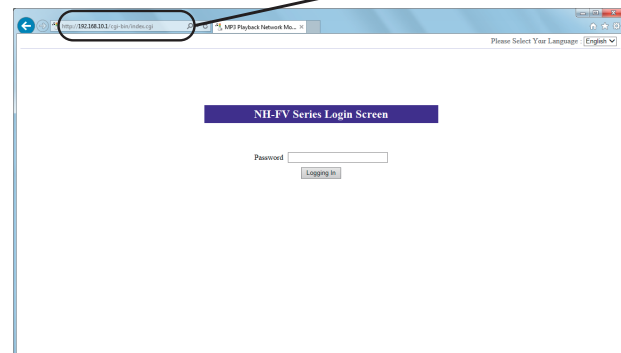 http://192.168.10.1/cgi-bin/index.cgi
MP3 Playback Network Mo...
Please Select Your Language : English
NH-FV Series Login Screen
Password
Logging In